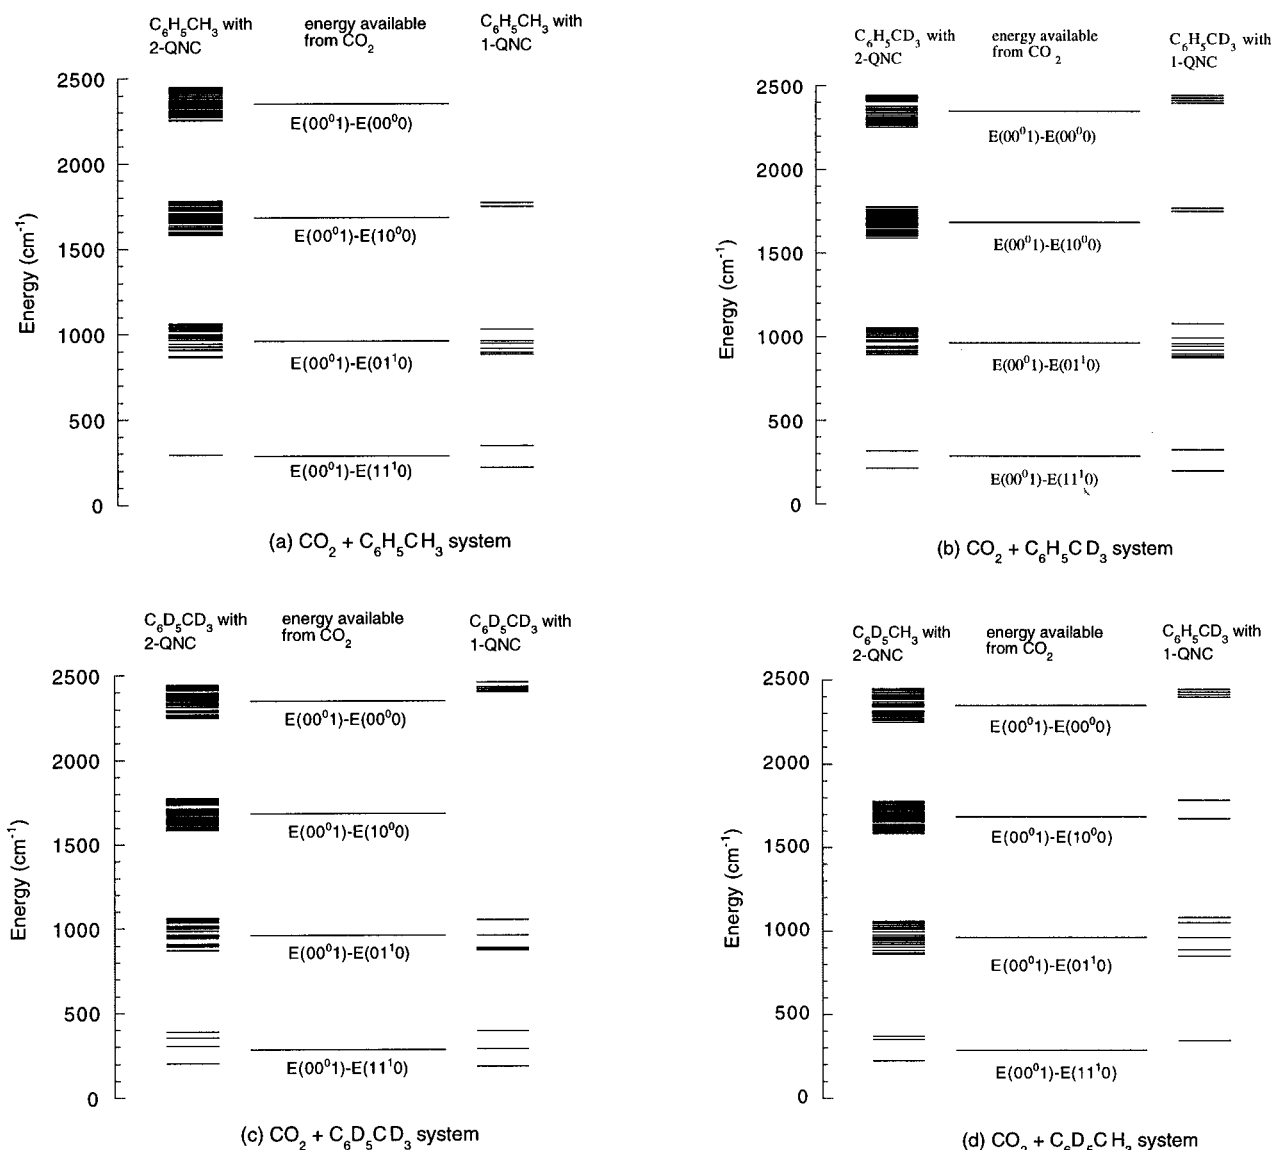 C₆H₅CH₃ with
2-QNC
energy available
from CO₂
C₆H₅CH₃ with
1-QNC
2500
2000
1500
1000
500
0
Energy (cm⁻¹)
E(00⁰1)-E(00⁰0)
E(00⁰1)-E(10⁰0)
E(00⁰1)-E(01¹0)
E(00⁰1)-E(11¹0)
(a) CO₂ + C₆H₅CH₃ system
C₆H₅CD₃ with
2-QNC
energy available
from CO₂
C₆H₅CD₃ with
1-QNC
2500
2000
1500
1000
500
0
Energy (cm⁻¹)
E(00⁰1)-E(00⁰0)
E(00⁰1)-E(10⁰0)
E(00⁰1)-E(01¹0)
E(00⁰1)-E(11¹0)
(b) CO₂ + C₆H₅CD₃ system
C₆D₅CD₃ with
2-QNC
energy available
from CO₂
C₆D₅CD₃ with
1-QNC
2500
2000
1500
1000
500
0
Energy (cm⁻¹)
E(00⁰1)-E(00⁰0)
E(00⁰1)-E(10⁰0)
E(00⁰1)-E(01¹0)
E(00⁰1)-E(11¹0)
(c) CO₂ + C₆D₅CD₃ system
C₆D₅CH₃ with
2-QNC
energy available
from CO₂
C₆H₅CD₃ with
1-QNC
2500
2000
1500
1000
500
0
Energy (cm⁻¹)
E(00⁰1)-E(00⁰0)
E(00⁰1)-E(10⁰0)
E(00⁰1)-E(01¹0)
E(00⁰1)-E(11¹0)
(d) CO₂ + C₆D₅CH₃ system